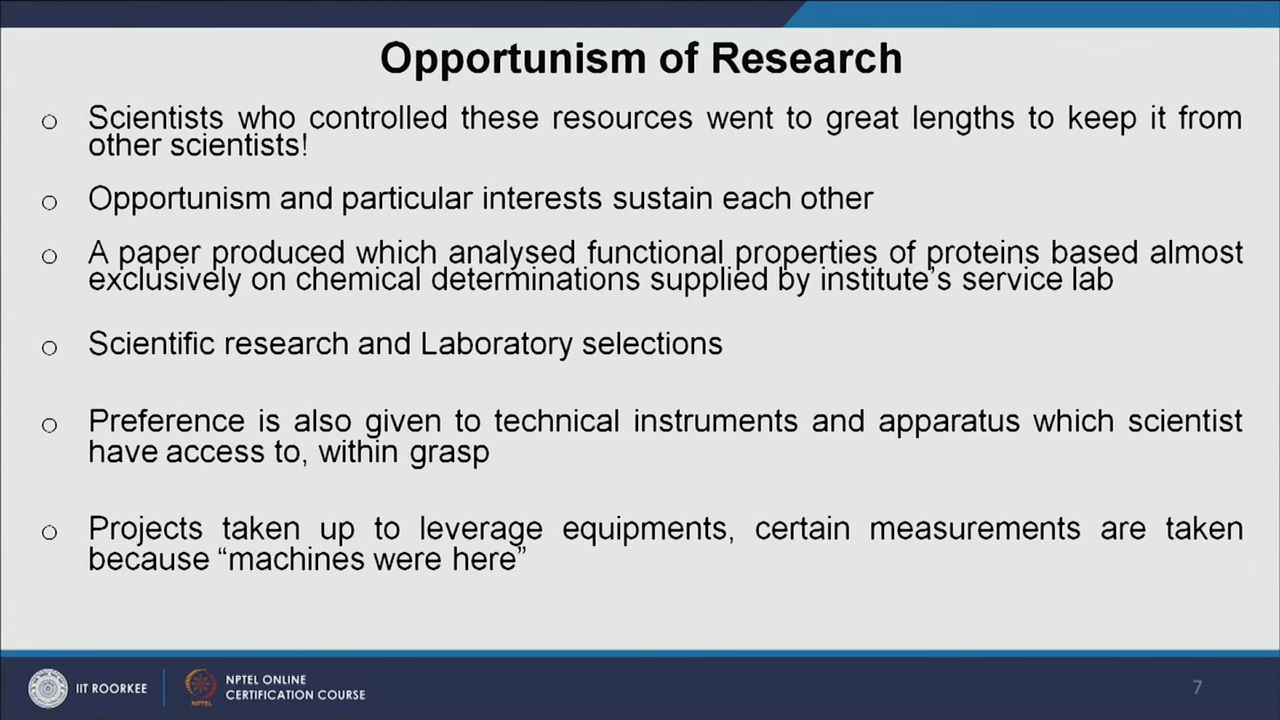 Opportunism of Research
o Scientists who controlled these resources went to great lengths to keep it from
other scientists!
o Opportunism and particular interests sustain each other
o A paper produced which analysed functional properties of proteins based almost
exclusively on chemical determinations supplied by institute's service lab
o Scientific research and Laboratory selections
o Preference is also given to technical instruments and apparatus which scientist
have access to, within grasp
o Projects taken up to leverage equipments, certain measurements are taken
because “machines were here”
IIT ROORKEE
NPTEL
NPTEL ONLINE
CERTIFICATION COURSE
7